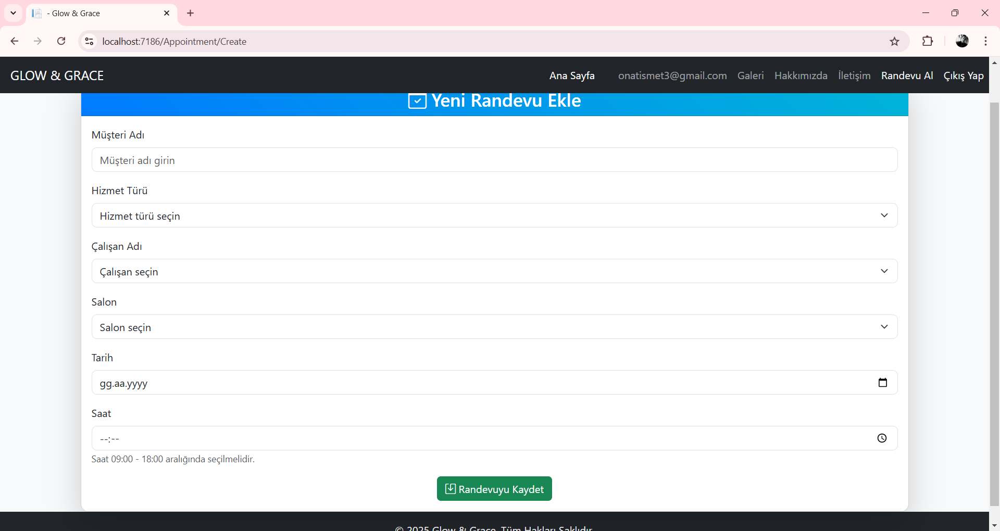 - Glow & Grace
localhost:7186/Appointment/Create
GLOW & GRACE
Ana Sayfa onatismet3@gmail.com Galeri Hakkımızda İletişim Randevu Al Çıkış Yap
Yeni Randevu Ekle
Müşteri Adı
Müşteri adı girin
Hizmet Türü
Hizmet türü seçin
Çalışan Adı
Çalışan seçin
Salon
Salon seçin
Tarih
gg.aa.yyyy
Saat
--:--
Saat 09:00 - 18:00 aralığında seçilmelidir.
Randevuyu Kaydet
© 2025 Glow & Grace. Tüm Hakları Saklıdır.